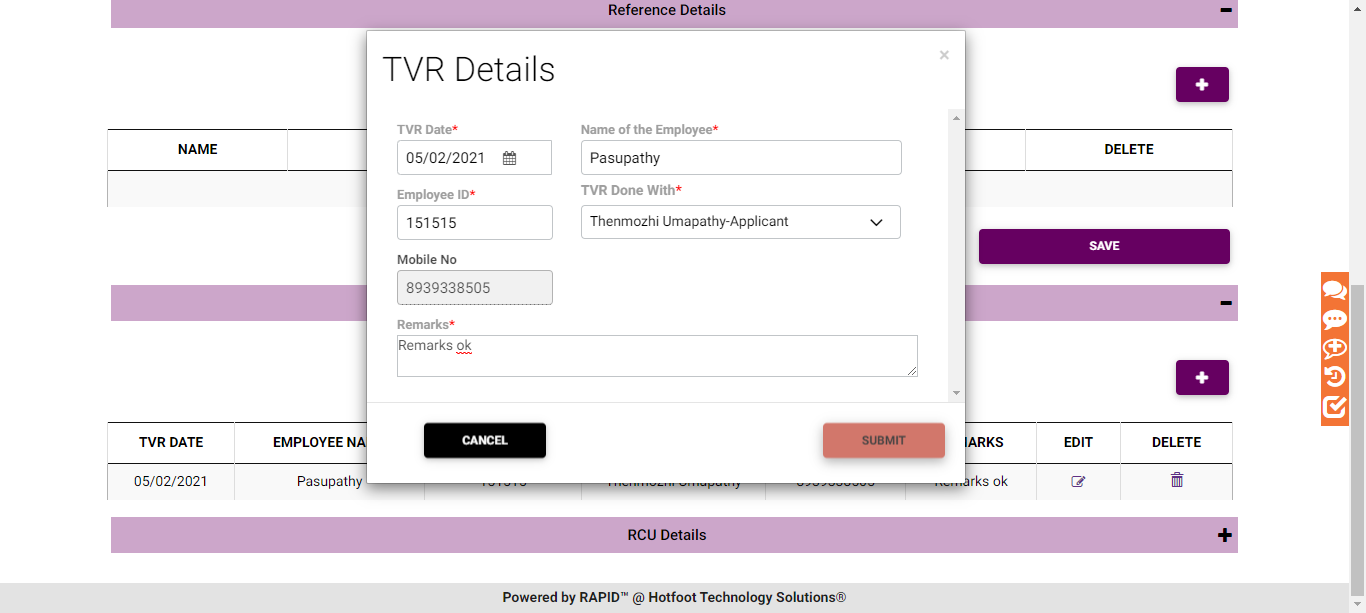 Reference Details
TVR Details
×
NAME
DELETE
TVR Date*
Name of the Employee*
05/02/2021
Pasupathy
Employee ID*
TVR Done With*
151515
Thenmozhi Umapathy-Applicant
SAVE
Mobile No
8939338505
Remarks*
Remarks ok
CANCEL
SUBMIT
TVR DATE EMPLOYEE NA ARKS EDIT DELETE
05/02/2021 Pasupathy Thenmozhi Umapathy Remarks ok
RCU Details
Powered by RAPID™ @ Hotfoot Technology Solutions®